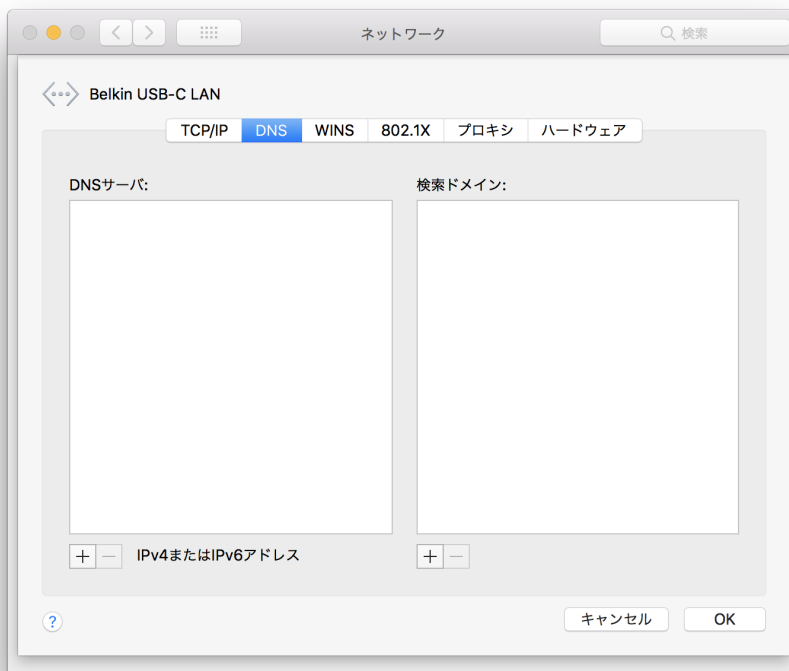 ネットワーク
検索
Belkin USB-C LAN
TCP/IP
DNS
WINS
802.1X
プロキシ
ハードウェア
DNSサーバ:
検索ドメイン:
IPv4またはIPv6アドレス
?
キャンセル
OK